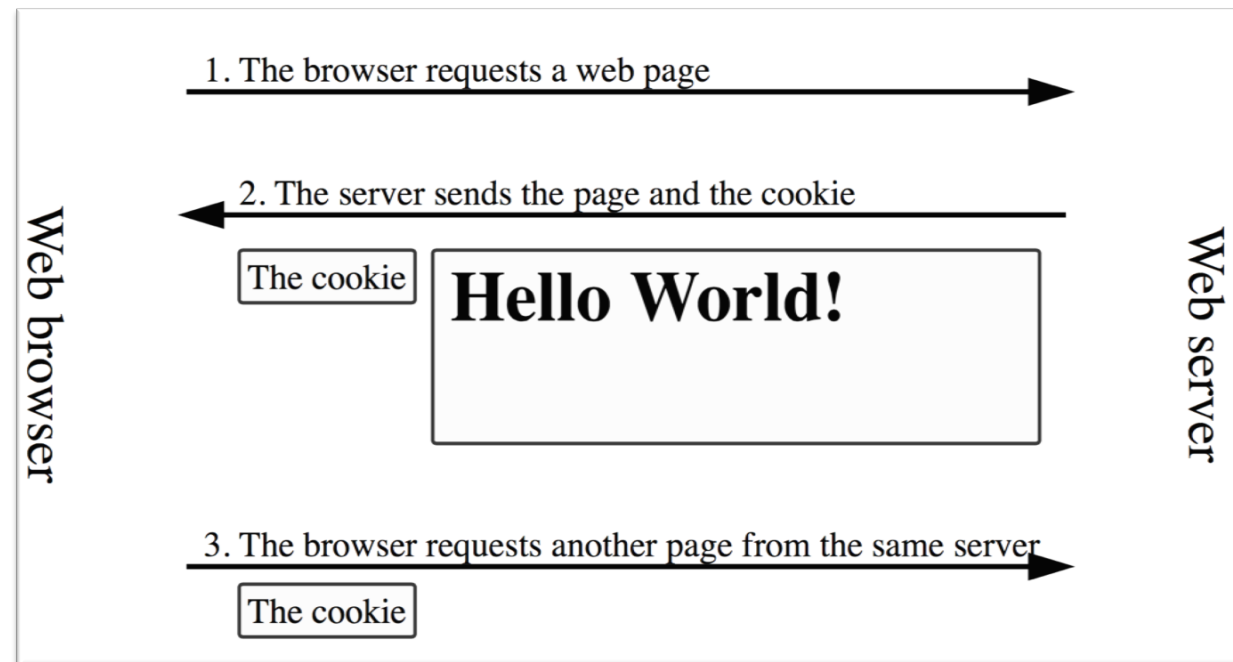 1. The browser requests a web page
2. The server sends the page and the cookie
The cookie
Hello World!
Web browser
Web server
3. The browser requests another page from the same server
The cookie